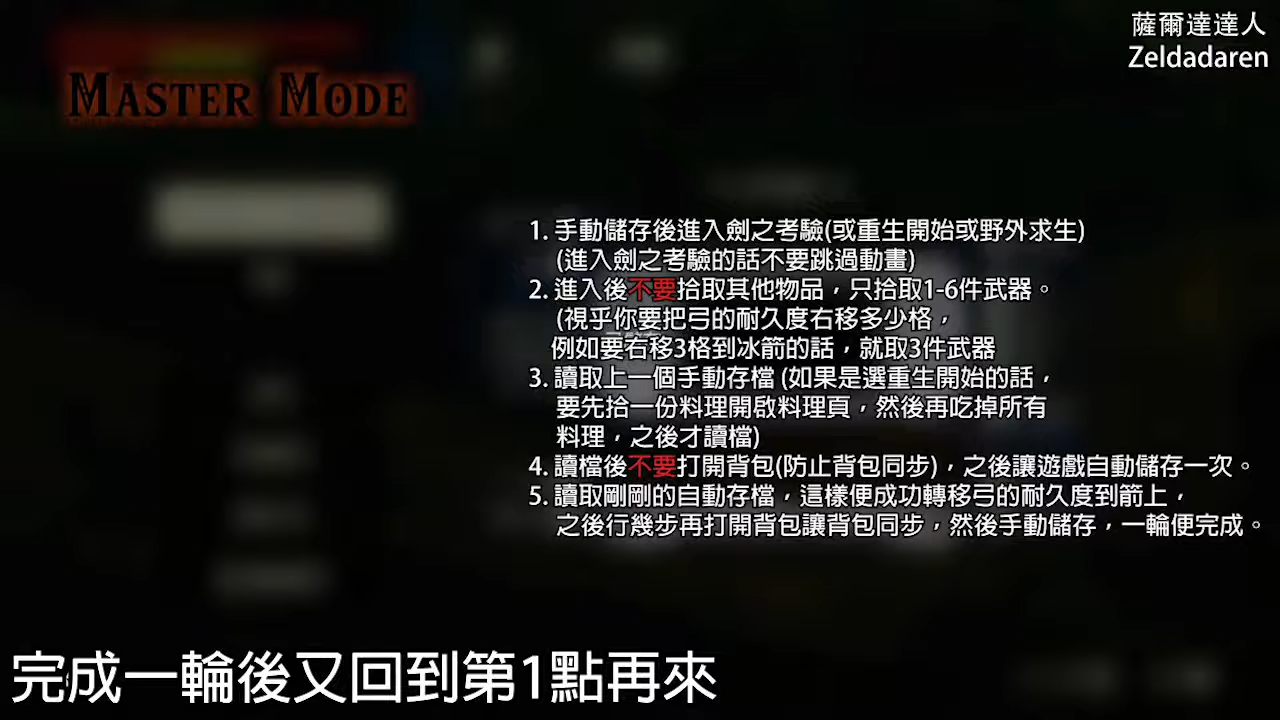 薩爾達達人
Zeldadaren
MASTER MODE
1. 手動儲存後進入劍之考驗(或重生開始或野外求生)
(進入劍之考驗的話不要跳過動畫)
2. 進入後不要拾取其他物品，只拾取1-6件武器。
(視乎你要把弓的耐久度右移多少格，
例如要右移3格到冰箭的話，就取3件武器
3. 讀取上一個手動存檔 (如果是選重生開始的話，
要先拾一份料理開啟料理頁，然後再吃掉所有
料理，之後才讀檔)
4. 讀檔後不要打開背包(防止背包同步)，之後讓遊戲自動儲存一次。
5. 讀取剛剛的自動存檔，這樣便成功轉移弓的耐久度到箭上，
之後行幾步再打開背包讓背包同步，然後手動儲存，一輪便完成。
完成一輪後又回到第1點再來